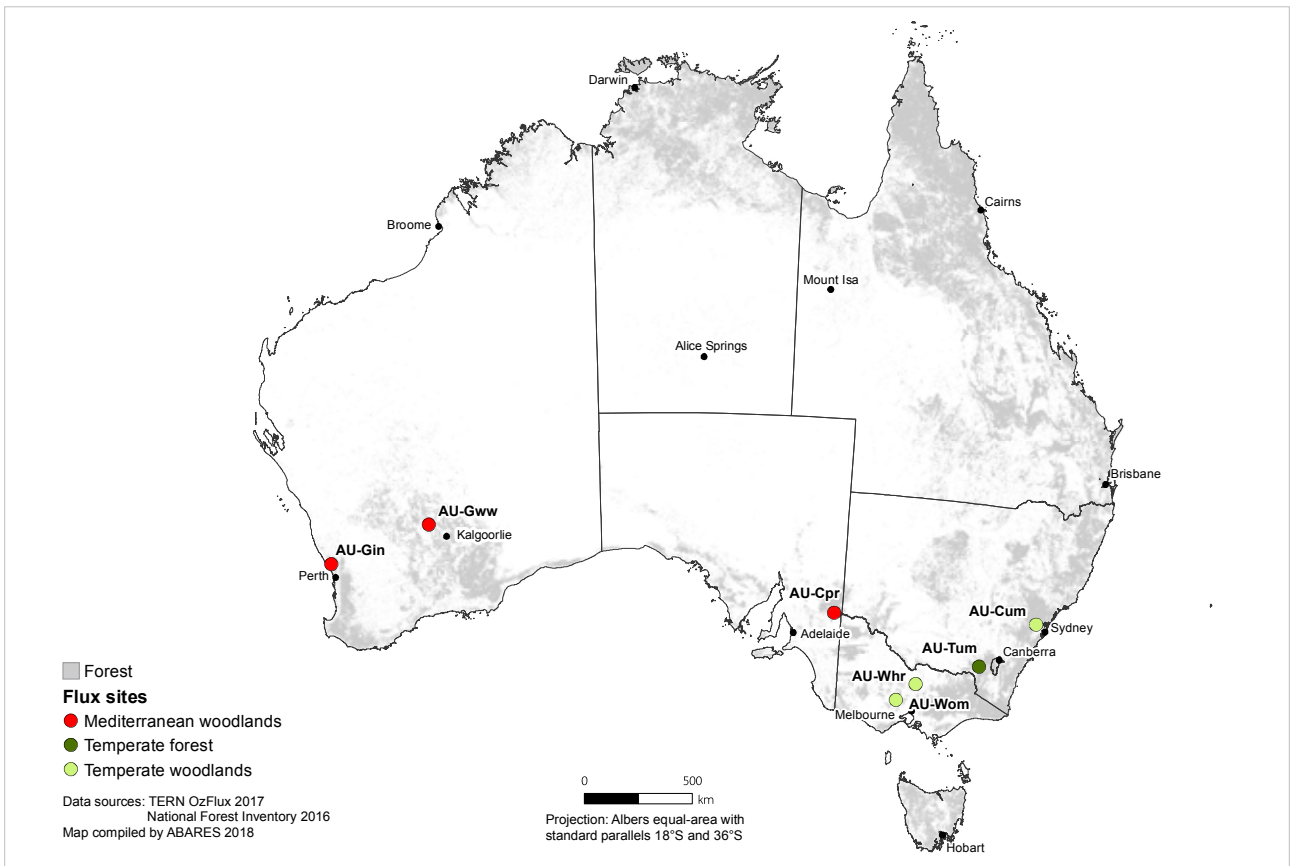 Darwin
Cairns
Broome
Mount Isa
Alice Springs
Brisbane
AU-Gww
Kalgoorlie
AU-Gin
Perth
AU-Cpr
AU-Cum
Sydney
Adelaide
AU-Tum
Canberra
AU-Whr
AU-Wom
Melbourne
Hobart
Forest
Flux sites
Mediterranean woodlands
Temperate forest
Temperate woodlands
Data sources: TERN OzFlux 2017
National Forest Inventory 2016
Map compiled by ABARES 2018
0 500
km
Projection: Albers equal-area with
standard parallels 18°S and 36°S